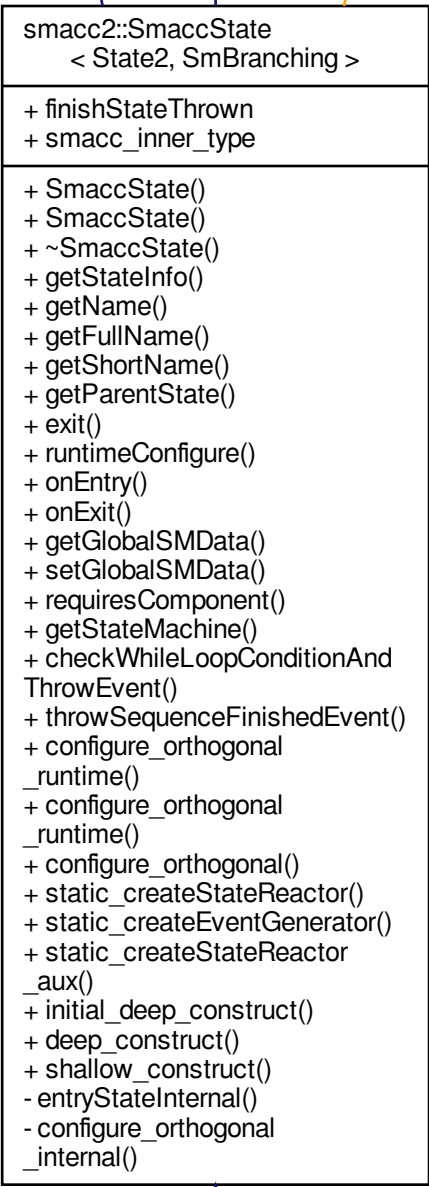 smacc2::SmaccState
< State2, SmBranching >
+ finishStateThrown
+ smacc_inner_type
+ SmaccState()
+ SmaccState()
+ ~SmaccState()
+ getStateInfo()
+ getName()
+ getFullName()
+ getShortName()
+ getParentState()
+ exit()
+ runtimeConfigure()
+ onEntry()
+ onExit()
+ getGlobalSMData()
+ setGlobalSMData()
+ requiresComponent()
+ getStateMachine()
+ checkWhileLoopConditionAnd
ThrowEvent()
+ throwSequenceFinishedEvent()
+ configure_orthogonal
_runtime()
+ configure_orthogonal
_runtime()
+ configure_orthogonal()
+ static_createStateReactor()
+ static_createEventGenerator()
+ static_createStateReactor
_aux()
+ initial_deep_construct()
+ deep_construct()
+ shallow_construct()
- entryStateInternal()
- configure_orthogonal
_internal()